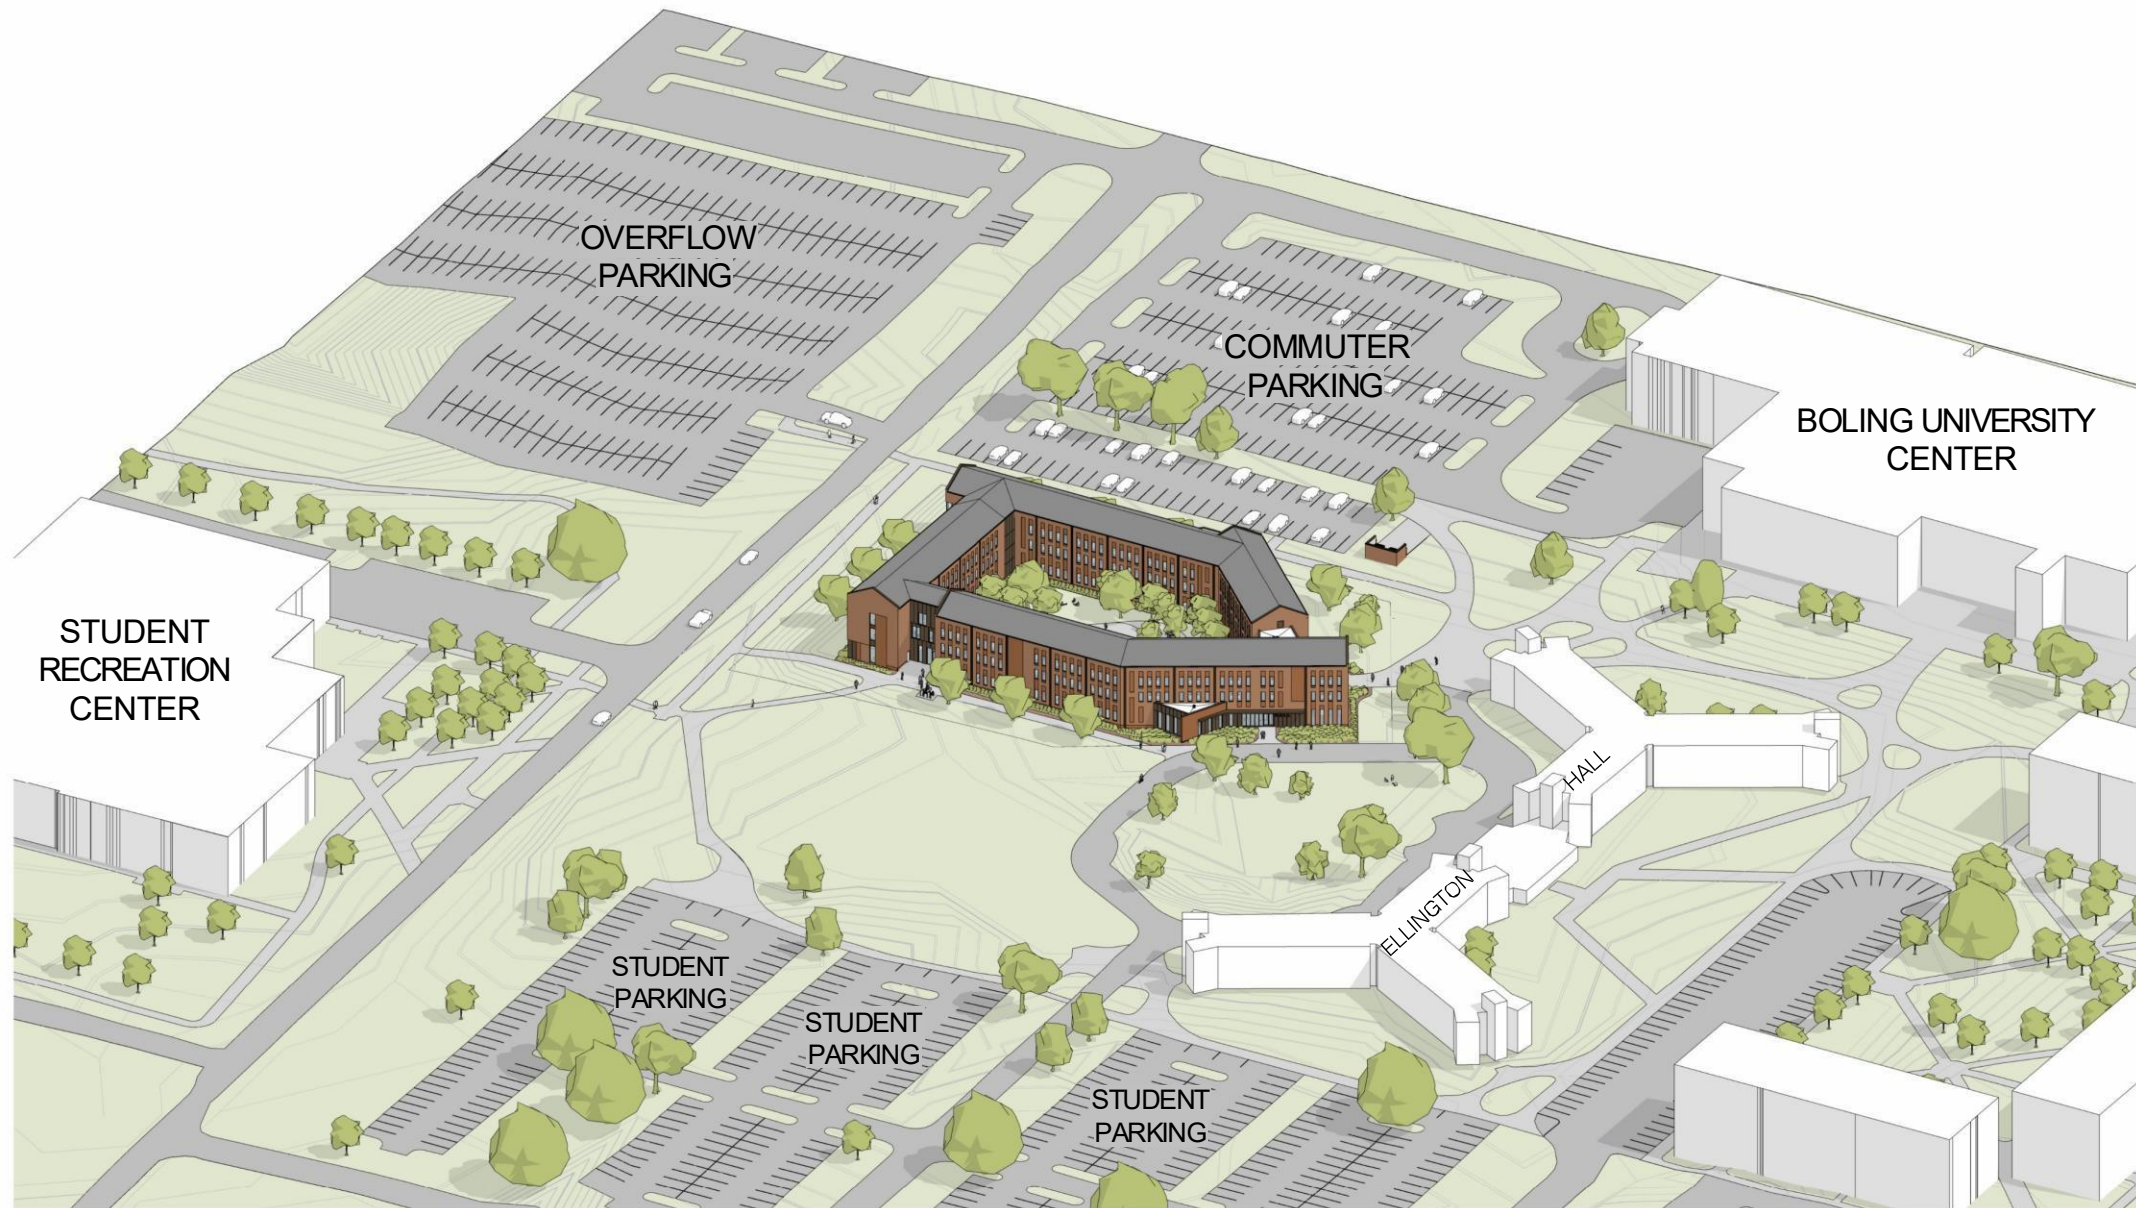 OVERFLOW
PARKING
COMMUTER
PARKING
BOLING UNIVERSITY
CENTER
STUDENT
RECREATION
CENTER
HALL
ELLINGTON
STUDENT
PARKING
STUDENT
PARKING
STUDENT
PARKING